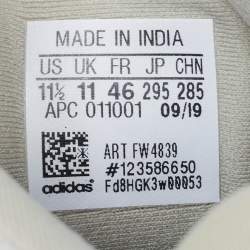 MADE IN INDIA
US UK FR JP CHN
11½ 11 46 295 285
APC 011001 09/19
ART FW4839
#123586650
adidas Fd8HGK3w00053